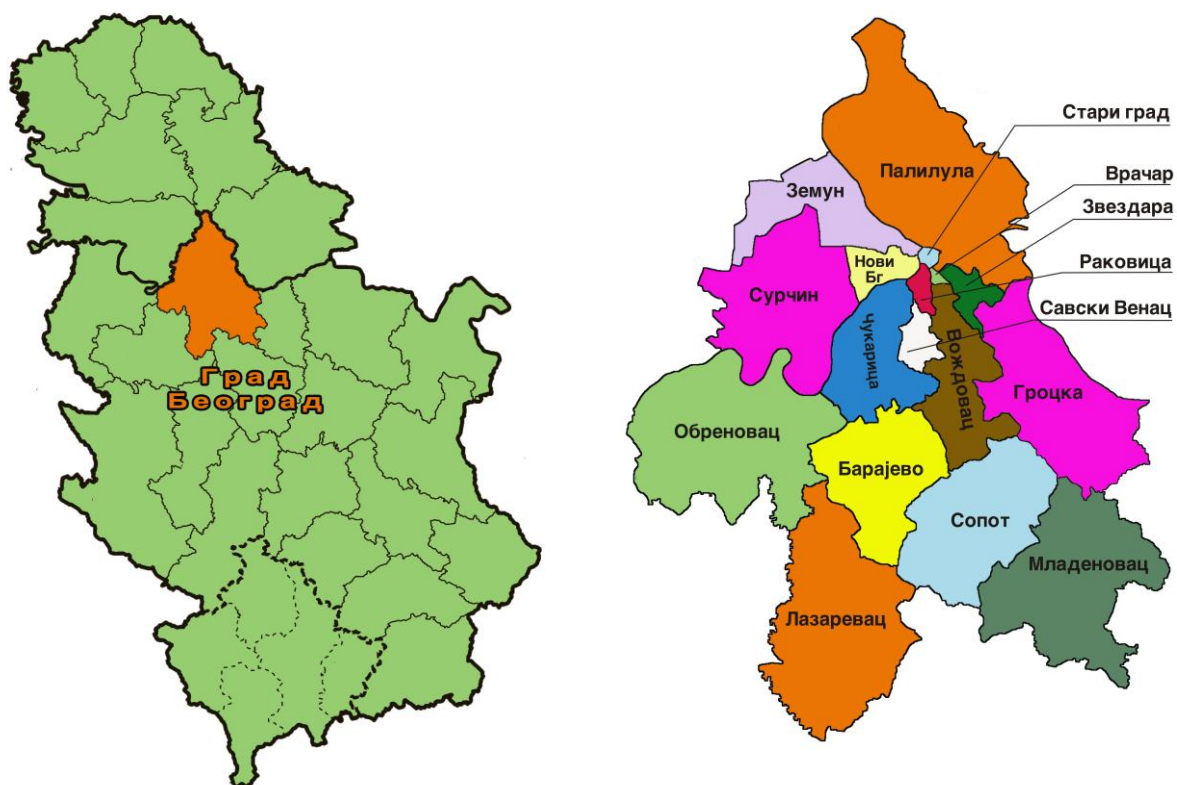 Град
Београд
Стари град
Палилула
Врачар
Земун
Звездара
Нови
Бг
Раковица
Сурчин
Савски Венац
Чукарица
Вождовац
Гроцка
Обреновац
Барајево
Сопот
Младеновац
Лазаревац